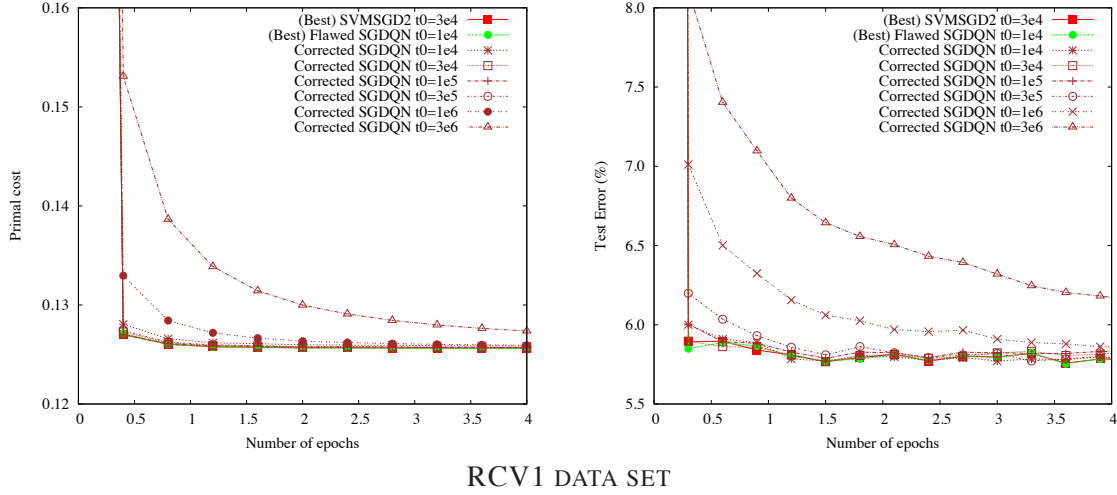 0.16
0.15
0.14
0.13
0.12
Primal cost
0.5
1
1.5
2
2.5
3
3.5
4
Number of epochs
(Best) SVMSGD2 t0=3e4
(Best) Flawed SGDQN t0=1e4
Corrected SGDQN t0=1e4
Corrected SGDQN t0=3e4
Corrected SGDQN t0=1e5
Corrected SGDQN t0=3e5
Corrected SGDQN t0=1e6
Corrected SGDQN t0=3e6
8.0
7.5
7.0
6.5
6.0
5.5
Test Error (%)
0
0.5
1
1.5
2
2.5
3
3.5
4
Number of epochs
(Best) SVMSGD2 t0=3e4
(Best) Flawed SGDQN t0=1e4
Corrected SGDQN t0=1e4
Corrected SGDQN t0=3e4
Corrected SGDQN t0=1e5
Corrected SGDQN t0=3e5
Corrected SGDQN t0=1e6
Corrected SGDQN t0=3e6
RCV1 DATA SET